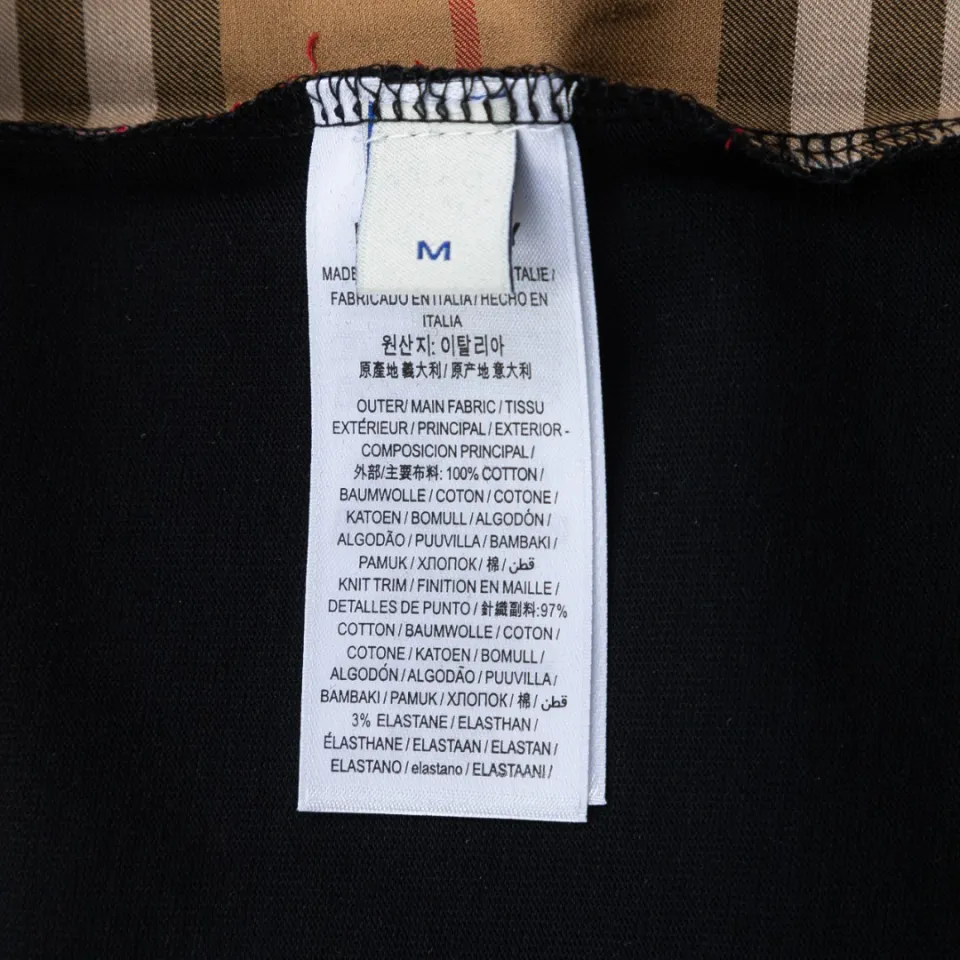 M
MADE TALIE /
FABRICADO EN ITALIA / HECHO EN
ITALIA
원산지: 이탈리아
原產地 義大利 / 原产地 意大利
OUTER/ MAIN FABRIC / TISSU
EXTÉRIEUR / PRINCIPAL / EXTERIOR -
COMPOSICION PRINCIPAL /
外部/主要布料: 100% COTTON /
BAUMWOLLE / COTON / COTONE /
KATOEN / BOMULL / ALGODÓN /
ALGODÃO / PUUVILLA / BAMBAKI /
PAMUK / ХЛОПОК / 棉 / قطن
KNIT TRIM / FINITION EN MAILLE /
DETALLES DE PUNTO / 針織副料: 97%
COTTON / BAUMWOLLE / COTON /
COTONE / KATOEN / BOMULL /
ALGODÓN / ALGODÃO / PUUVILLA /
BAMBAKI / PAMUK / ХЛОПОК / 棉 / قطن
3% ELASTANE / ELASTHAN /
ÉLASTHANE / ELASTAAN / ELASTAN /
ELASTANO / elastano / ELASTAANI /